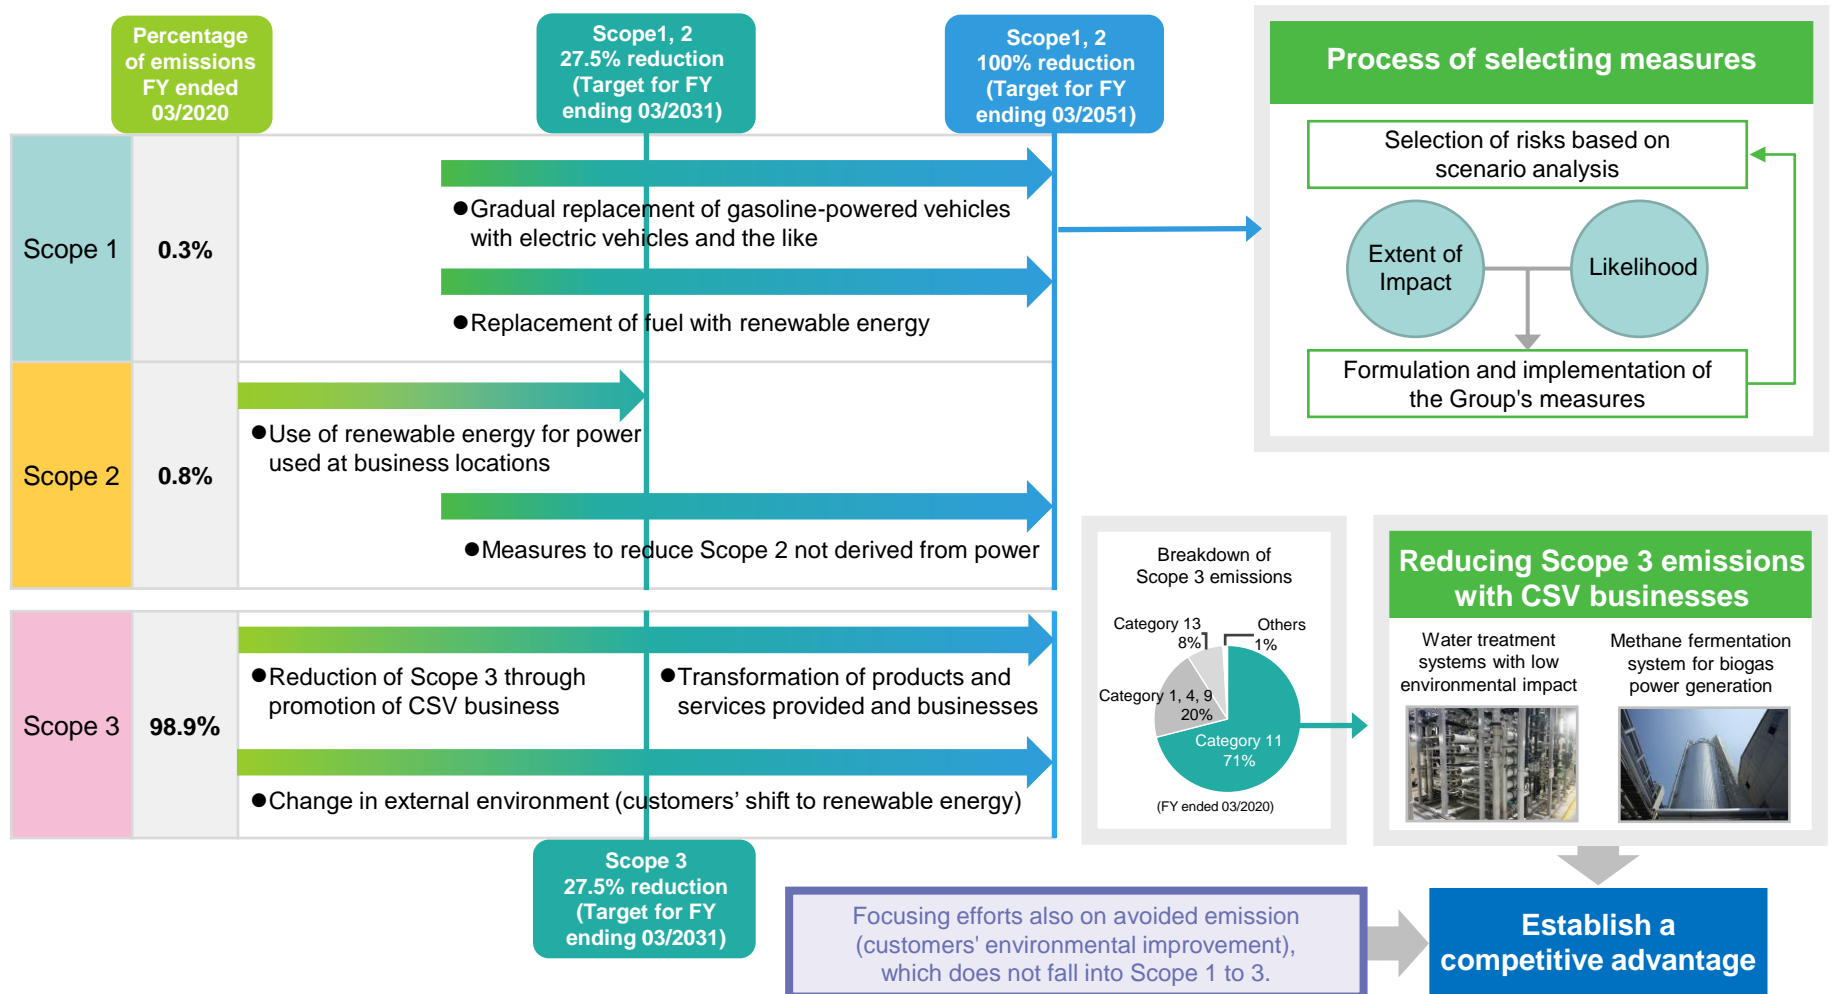 Percentage
of emissions
FY ended
03/2020
Scope1, 2
27.5% reduction
(Target for FY
ending 03/2031)
Scope1, 2
100% reduction
(Target for FY
ending 03/2051)
Scope 1
0.3%
●Gradual replacement of gasoline-powered vehicles
with electric vehicles and the like
●Replacement of fuel with renewable energy
Scope 2
0.8%
●Use of renewable energy for power
used at business locations
●Measures to reduce Scope 2 not derived from power
Scope 3
98.9%
●Reduction of Scope 3 through
promotion of CSV business
●Transformation of products and
services provided and businesses
●Change in external environment (customers’ shift to renewable energy)
Scope 3
27.5% reduction
(Target for FY
ending 03/2031)
Process of selecting measures
Selection of risks based on
scenario analysis
Extent of
Impact
Likelihood
Formulation and implementation of
the Group's measures
Breakdown of
Scope 3 emissions
Category 13
8%
Others
1%
Category 1, 4, 9
20%
Category 11
71%
(FY ended 03/2020)
Reducing Scope 3 emissions
with CSV businesses
Water treatment
systems with low
environmental impact
Methane fermentation
system for biogas
power generation
Focusing efforts also on avoided emission
(customers' environmental improvement),
which does not fall into Scope 1 to 3.
Establish a
competitive advantage